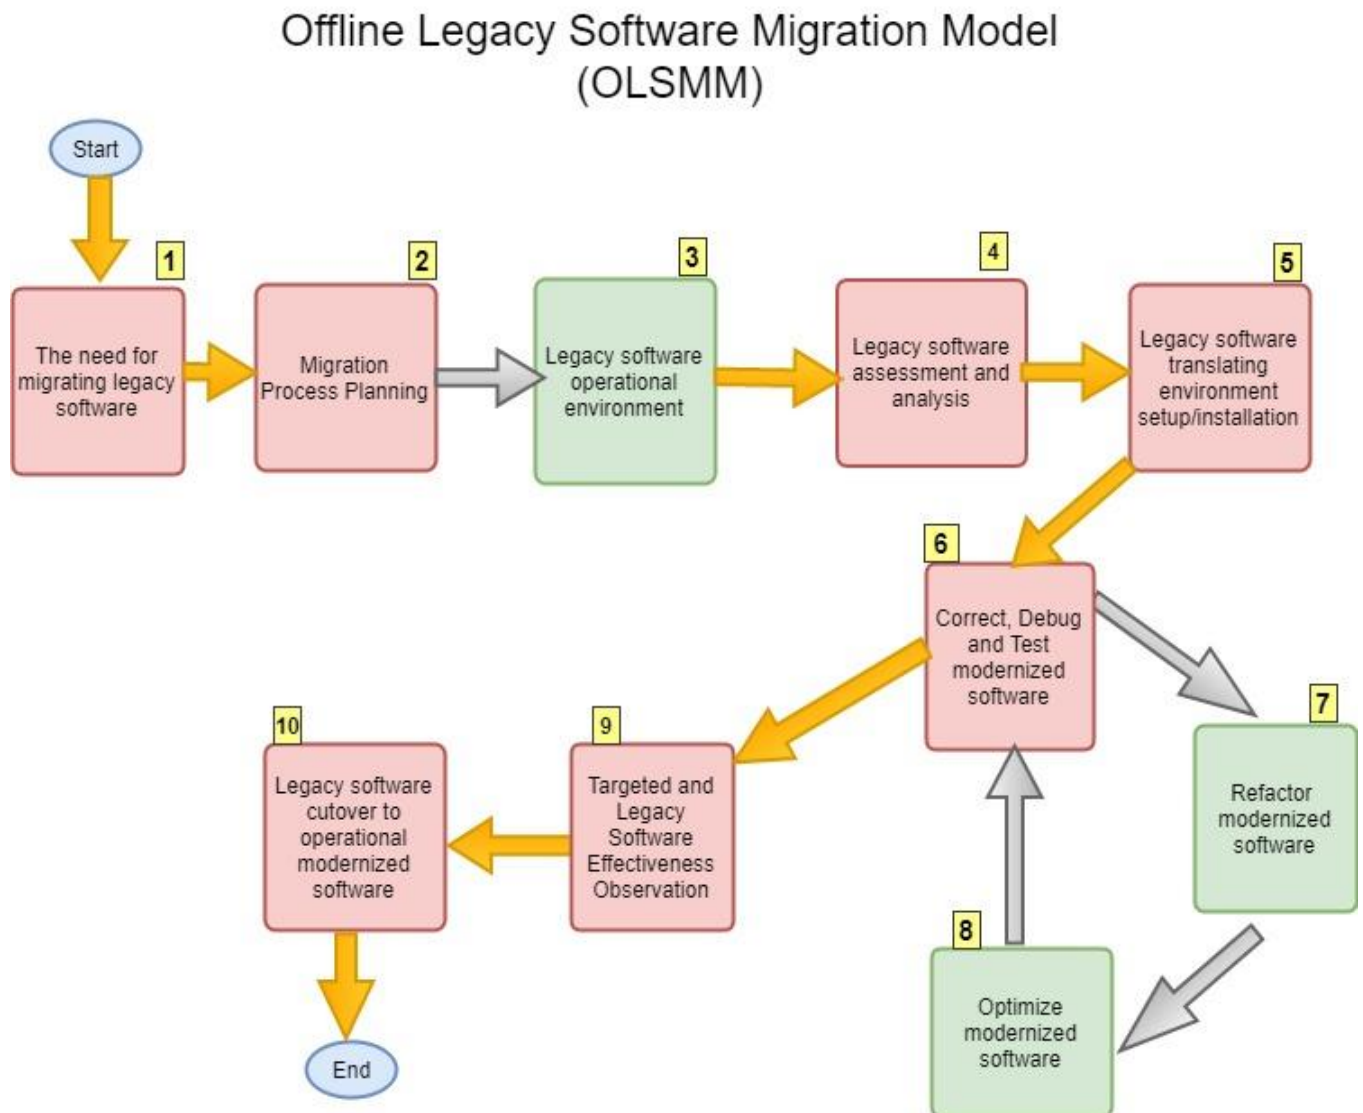 Offline Legacy Software Migration Model
(OLSMM)
Start
1
The need for
migrating legacy
software
2
Migration
Process Planning
3
Legacy software
operational
environment
4
Legacy software
assessment and
analysis
5
Legacy software
translating
environment
setup/installation
6
Correct, Debug
and Test
modernized
software
7
Refactor
modernized
software
8
Optimize
modernized
software
9
Targeted and
Legacy
Software
Effectiveness
Observation
10
Legacy software
cutover to
operational
modernized
software
End